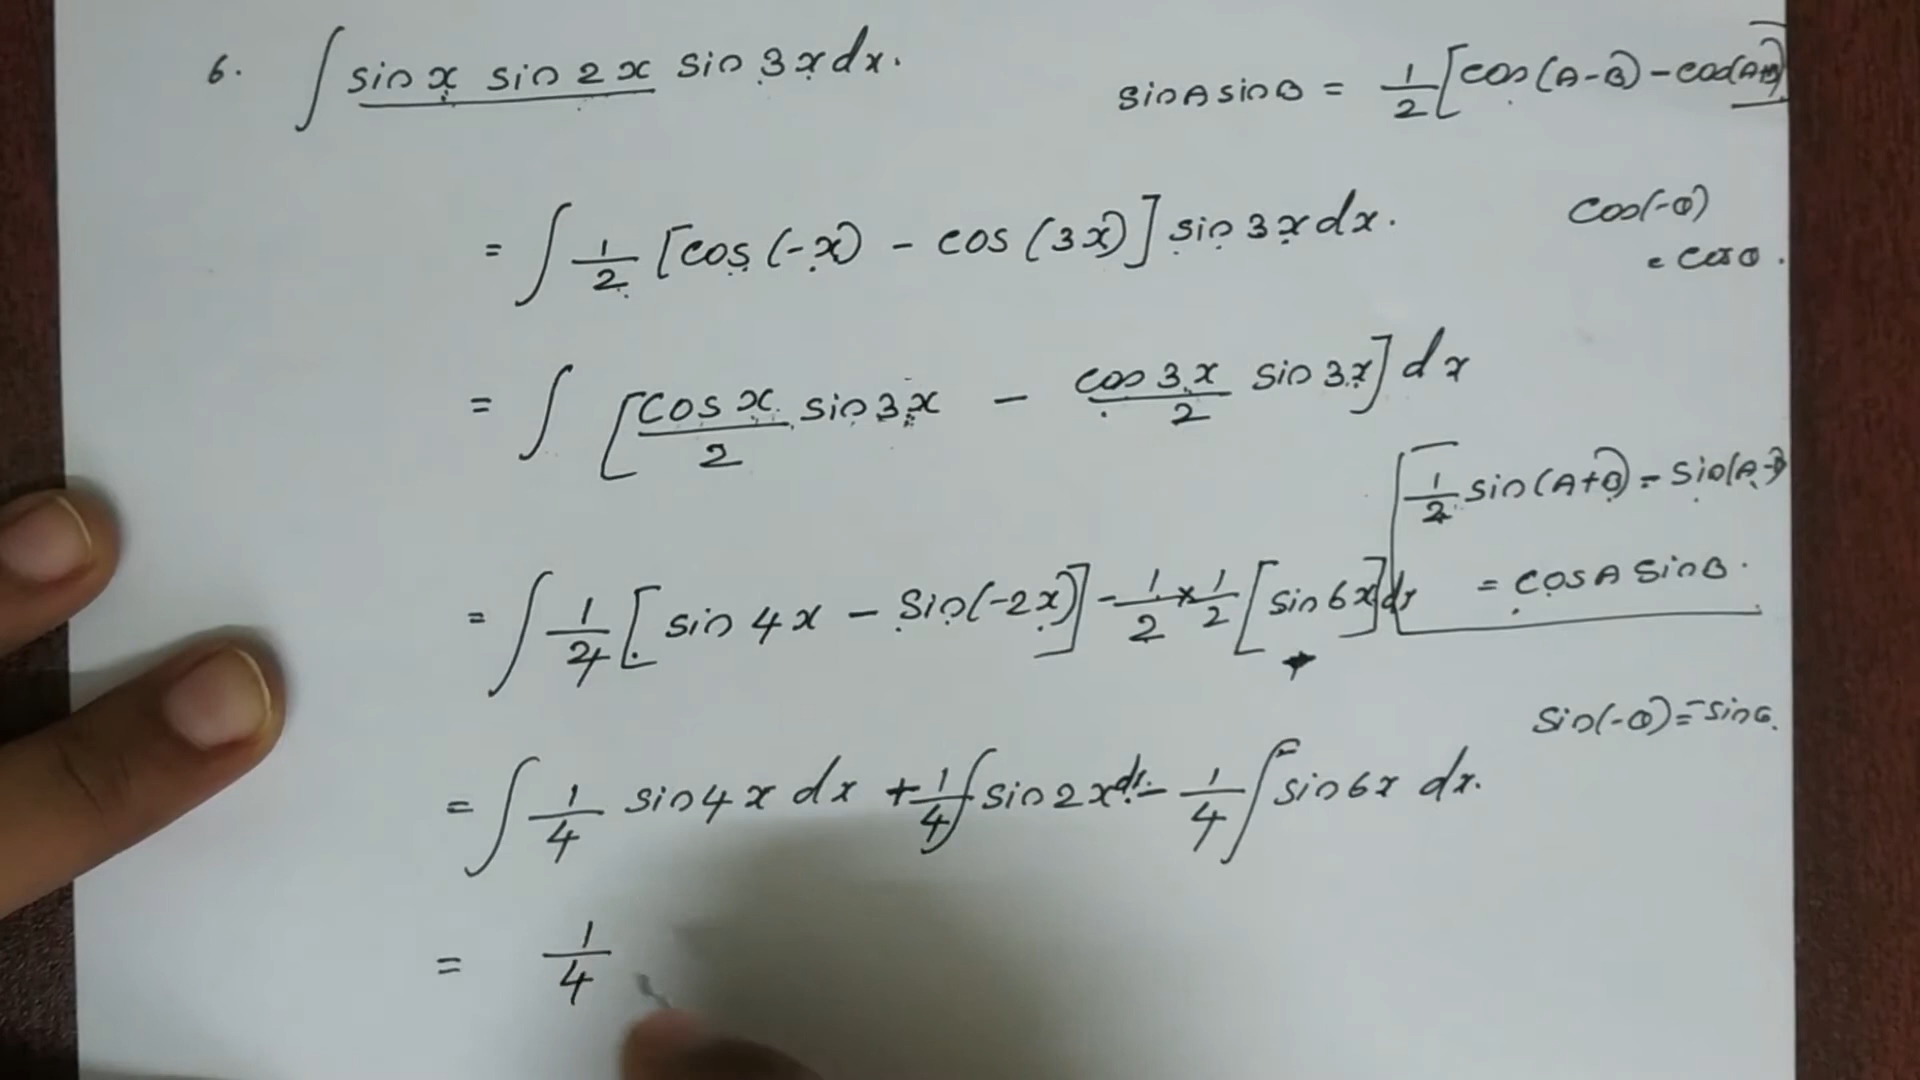 6. ∫ sin x sin 2x sin 3x dx.
sin A sin B = 1/2 [cos(A-B) - cos(A+B)
= ∫ 1/2 [cos(-x) - cos(3x)] sin 3x dx.
cos(-θ)
= cos θ.
= ∫ [cos x/2 sin 3x - cos 3x/2 sin 3x] dx
1/2 sin(A+B) - sin(A-B)
= cos A sin B.
= ∫ 1/4 [sin 4x - sin(-2x)] - 1/2 × 1/2 [sin 6x] dx
sin(-θ) = -sin θ.
= ∫ 1/4 sin 4x dx + 1/4 ∫ sin 2x dx - 1/4 ∫ sin 6x dx.
= 1/4